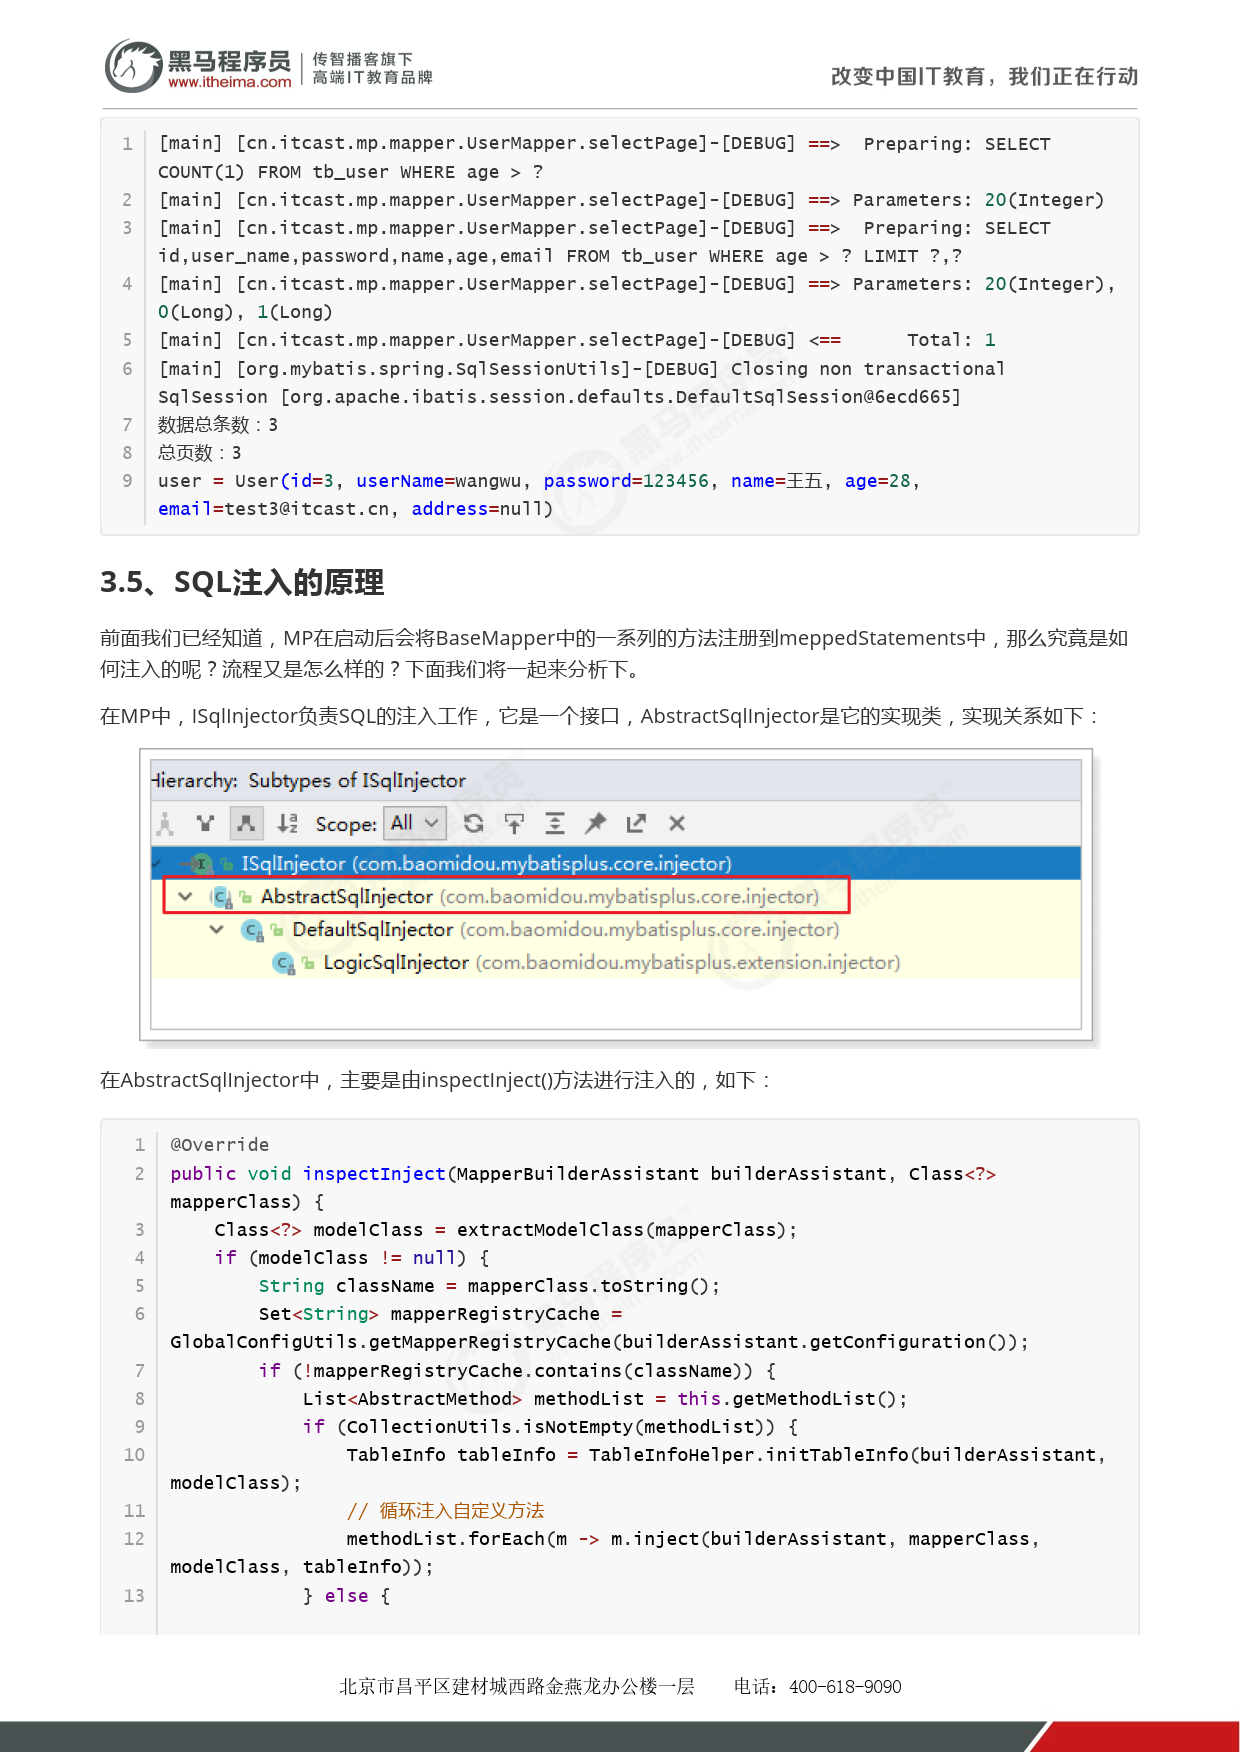 黑马程序员
www.itheima.com
传智播客旗下
高端IT教育品牌
改变中国IT教育，我们正在行动
1 [main] [cn.itcast.mp.mapper.UserMapper.selectPage]-[DEBUG] ==>  Preparing: SELECT
COUNT(1) FROM tb_user WHERE age > ?
2 [main] [cn.itcast.mp.mapper.UserMapper.selectPage]-[DEBUG] ==> Parameters: 20(Integer)
3 [main] [cn.itcast.mp.mapper.UserMapper.selectPage]-[DEBUG] ==>  Preparing: SELECT
id,user_name,password,name,age,email FROM tb_user WHERE age > ? LIMIT ?,?
4 [main] [cn.itcast.mp.mapper.UserMapper.selectPage]-[DEBUG] ==> Parameters: 20(Integer),
0(Long), 1(Long)
5 [main] [cn.itcast.mp.mapper.UserMapper.selectPage]-[DEBUG] <==      Total: 1
6 [main] [org.mybatis.spring.SqlSessionUtils]-[DEBUG] Closing non transactional
SqlSession [org.apache.ibatis.session.defaults.DefaultSqlSession@6ecd665]
7 数据总条数：3
8 总页数：3
9 user = User(id=3, userName=wangwu, password=123456, name=王五, age=28,
email=test3@itcast.cn, address=null)
3.5、SQL注入的原理
前面我们已经知道，MP在启动后会将BaseMapper中的一系列的方法注册到meppedStatements中，那么究竟是如
何注入的呢？流程又是怎么样的？下面我们将一起来分析下。
在MP中，ISqlInjector负责SQL的注入工作，它是一个接口，AbstractSqlInjector是它的实现类，实现关系如下：
Hierarchy: Subtypes of ISqlInjector
Scope: All
ISqlInjector (com.baomidou.mybatisplus.core.injector)
AbstractSqlInjector (com.baomidou.mybatisplus.core.injector)
DefaultSqlInjector (com.baomidou.mybatisplus.core.injector)
LogicSqlInjector (com.baomidou.mybatisplus.extension.injector)
在AbstractSqlInjector中，主要是由inspectInject()方法进行注入的，如下：
1 @Override
2 public void inspectInject(MapperBuilderAssistant builderAssistant, Class<?>
mapperClass) {
3     Class<?> modelClass = extractModelClass(mapperClass);
4     if (modelClass != null) {
5         String className = mapperClass.toString();
6         Set<String> mapperRegistryCache =
GlobalConfigUtils.getMapperRegistryCache(builderAssistant.getConfiguration());
7         if (!mapperRegistryCache.contains(className)) {
8             List<AbstractMethod> methodList = this.getMethodList();
9             if (CollectionUtils.isNotEmpty(methodList)) {
10                 TableInfo tableInfo = TableInfoHelper.initTableInfo(builderAssistant,
modelClass);
11                 // 循环注入自定义方法
12                 methodList.forEach(m -> m.inject(builderAssistant, mapperClass,
modelClass, tableInfo));
13             } else {
北京市昌平区建材城西路金燕龙办公楼一层 电话：400-618-9090